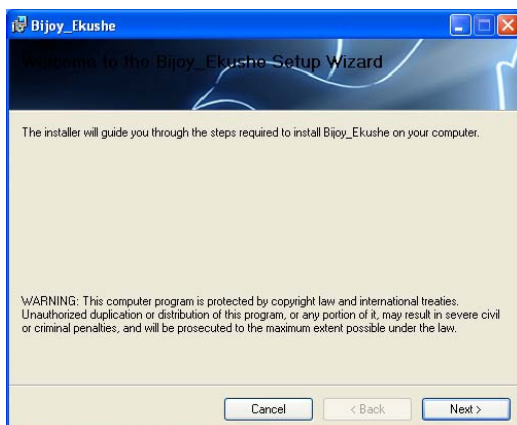 Bijoy_Ekushe
Welcome to the Bijoy_Ekushe Setup Wizard
The installer will guide you through the steps required to install Bijoy_Ekushe on your computer.
WARNING: This computer program is protected by copyright law and international treaties.
Unauthorized duplication or distribution of this program, or any portion of it, may result in severe civil
or criminal penalties, and will be prosecuted to the maximum extent possible under the law.
Cancel
< Back
Next >